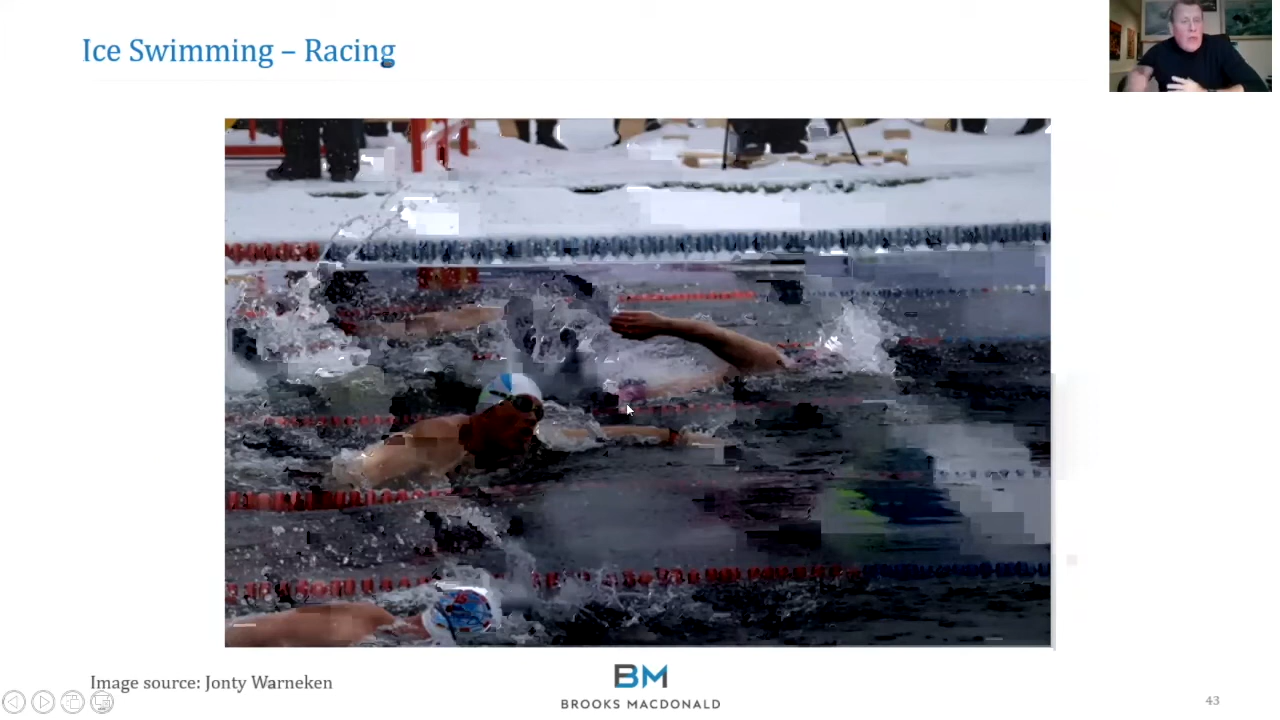 Ice Swimming – Racing
Image source: Jonty Warneken
BM
BROOKS MACDONALD
43